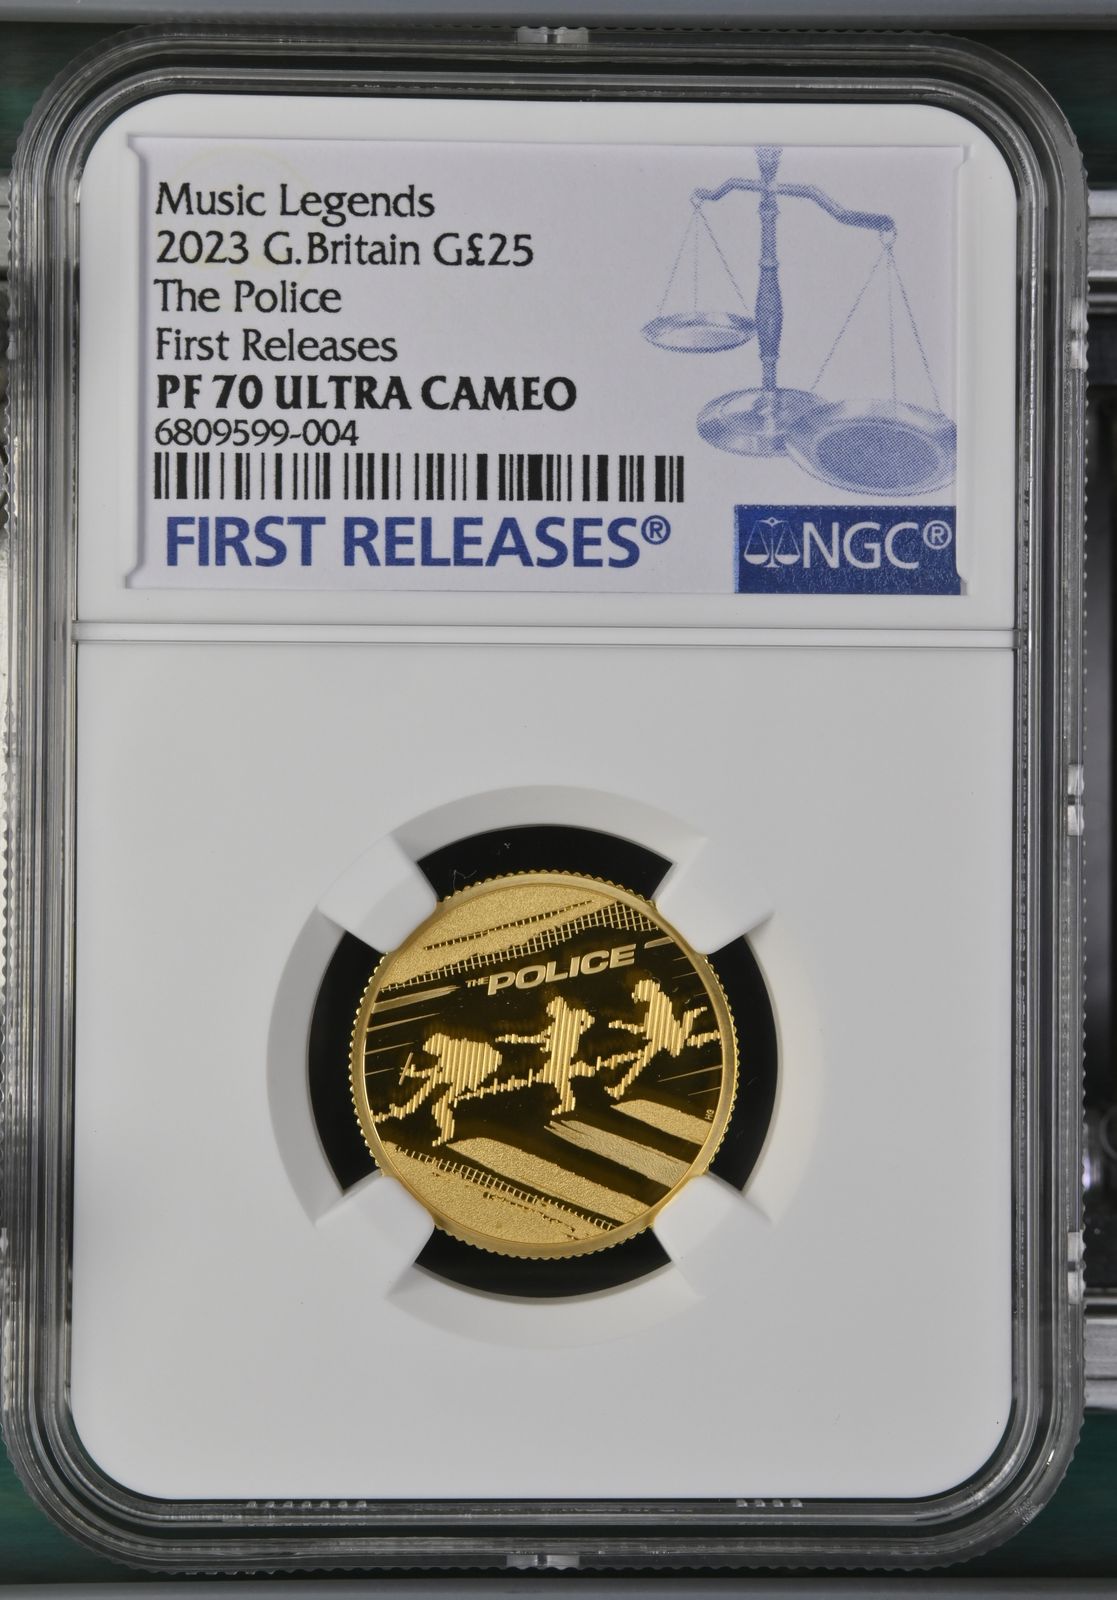 Music Legends
2023 G.Britain G£25
The Police
First Releases
PF 70 ULTRA CAMEO
6809599-004
FIRST RELEASES®
NGC®
THE POLICE
HG